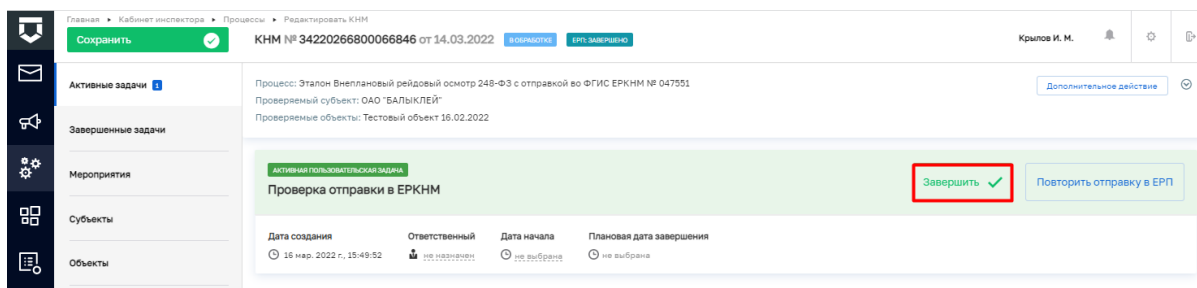 Главная ▸ Кабинет инспектора ▸ Процессы ▸ Редактировать КНМ
Сохранить
КНМ № 34220266800066846 от 14.03.2022 В ОБРАБОТКЕ ЕРП: ЗАВЕРШЕНО
Крылов И. М.
Активные задачи 1
Завершенные задачи
Мероприятия
Субъекты
Объекты
Процесс: Эталон Внеплановый рейдовый осмотр 248-ФЗ с отправкой во ФГИС ЕРКНМ № 047551
Проверяемый субъект: ОАО "БАЛЫКЛЕЙ"
Проверяемые объекты: Тестовый объект 16.02.2022
Дополнительное действие
АКТИВНАЯ ПОЛЬЗОВАТЕЛЬСКАЯ ЗАДАЧА
Проверка отправки в ЕРКНМ
Завершить
Повторить отправку в ЕРП
Дата создания Ответственный Дата начала Плановая дата завершения
16 мар. 2022 г., 15:49:52 не назначен не выбрана не выбрана